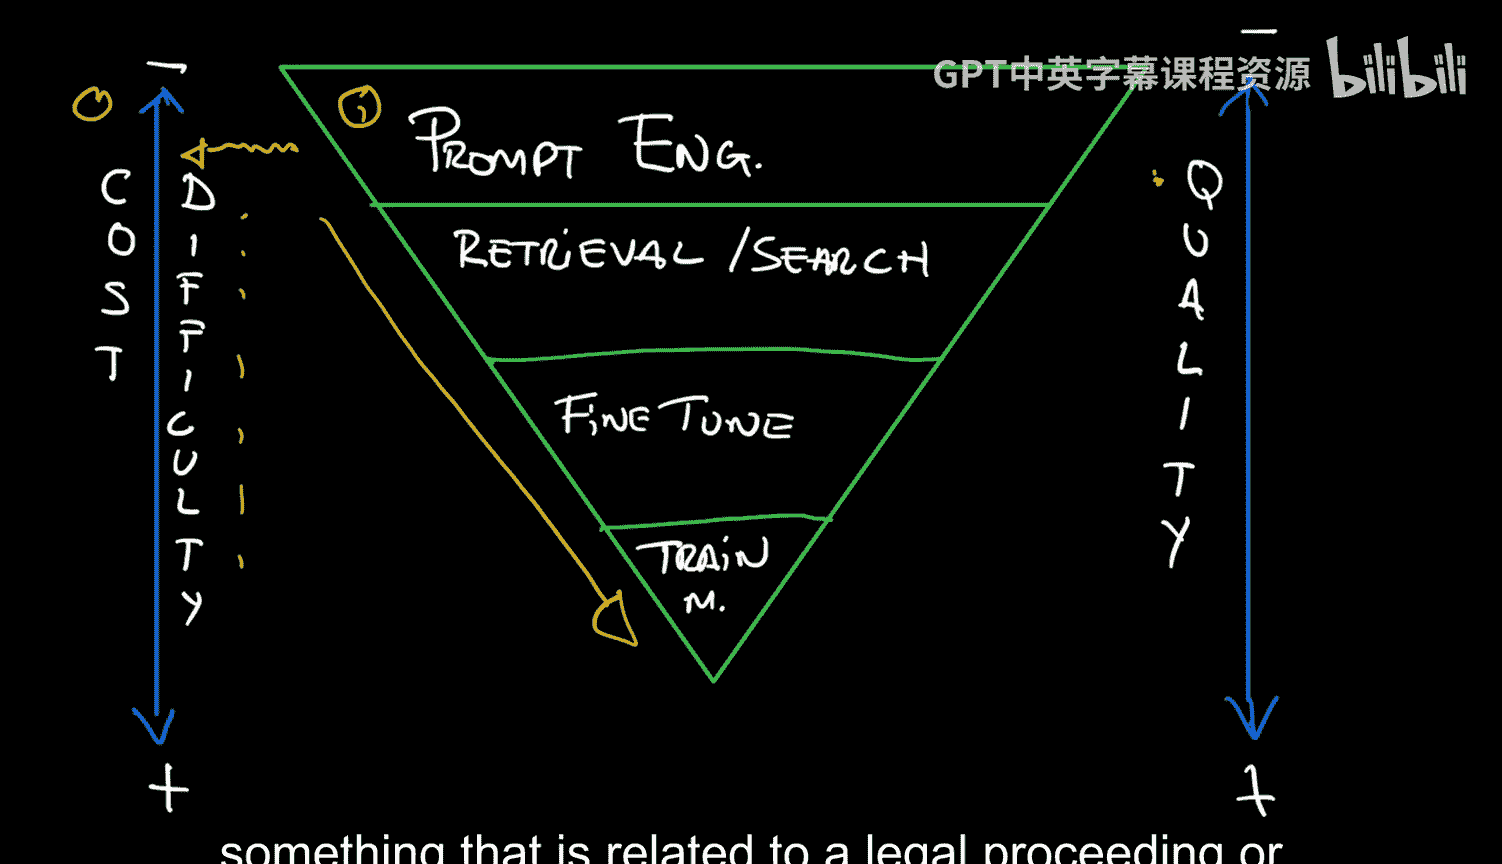 −
−
GPT中英字幕课程资源 bilibili
1
PROMPT ENG.
COST
DIFFICULTY
QUALITY
RETRIEVAL / SEARCH
FINE TUNE
TRAIN
M.
+
+
something that is related to a legal proceeding or